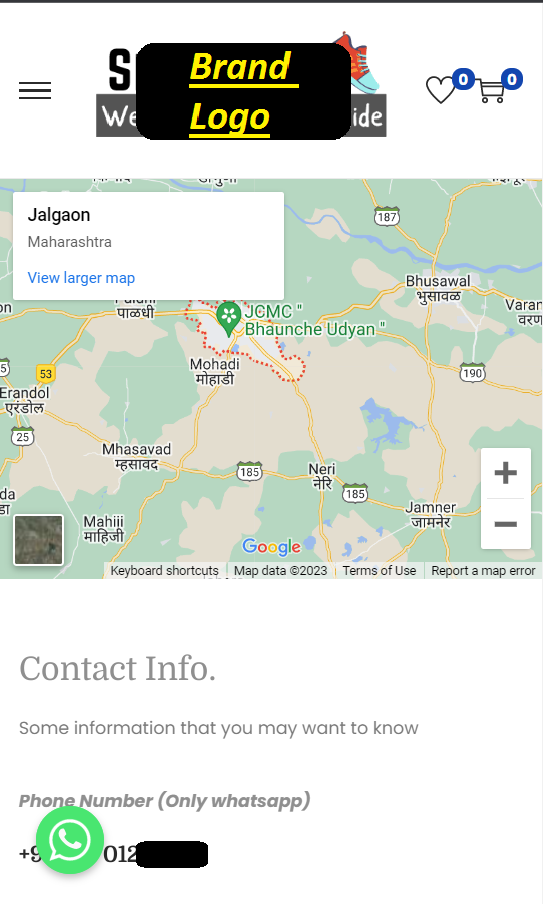 Brand
Logo
We
ide
0
0
Jalgaon
Maharashtra
View larger map
187
Bhusawal
भुसावळ
पाळधी
JCMC "
Bhaunche Udyan "
Varan
वरण
Mohadi
मोहाडी
53
190
Erandol
एरंडोल
25
Mhasavad
म्हसावद
185
Neri
नेरि
185
Jamner
जामनेर
Mahiji
माहिजी
Google
Keyboard shortcuts
Map data ©2023
Terms of Use
Report a map error
Contact Info.
Some information that you may want to know
Phone Number (Only whatsapp)
+9 012